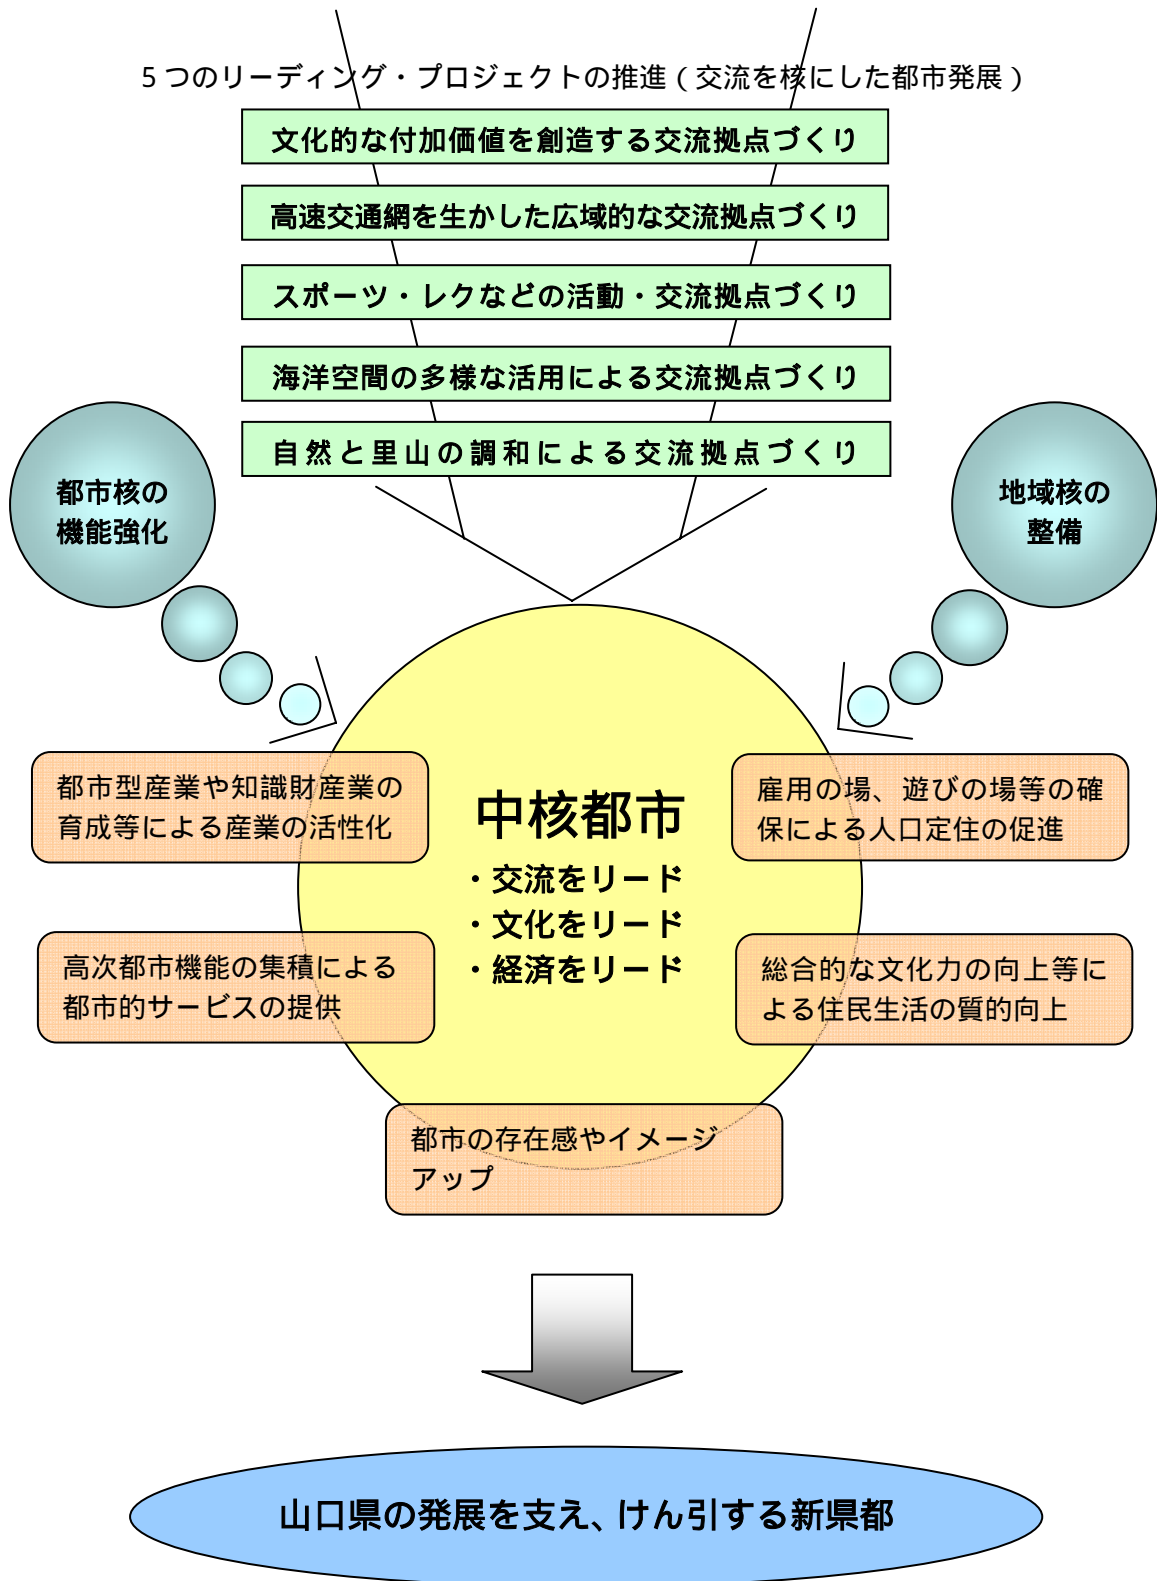 5つのリーディング・プロジェクトの推進(交流を核にした都市発展)
文化的な付加価値を創造する交流拠点づくり
高速交通網を生かした広域的な交流拠点づくり
スポーツ・レクなどの活動・交流拠点づくり
海洋空間の多様な活用による交流拠点づくり
自然と里山の調和による交流拠点づくり
都市核の
機能強化
地域核の
整備
都市型産業や知識財産業の
育成等による産業の活性化
雇用の場、遊びの場等の確
保による人口定住の促進
中核都市
・交流をリード
・文化をリード
・経済をリード
高次都市機能の集積による
都市的サービスの提供
総合的な文化力の向上等に
よる住民生活の質的向上
都市の存在感やイメージ
アップ
山口県の発展を支え、けん引する新県都